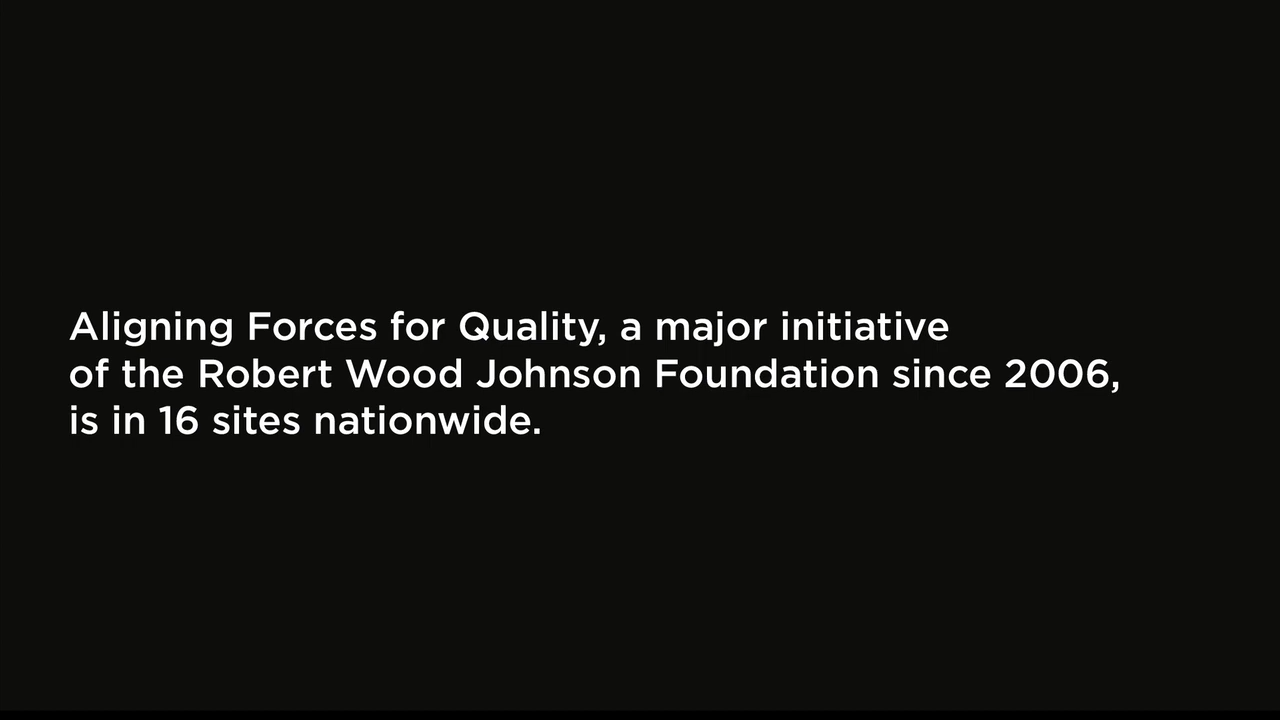 Aligning Forces for Quality, a major initiative
of the Robert Wood Johnson Foundation since 2006,
is in 16 sites nationwide.